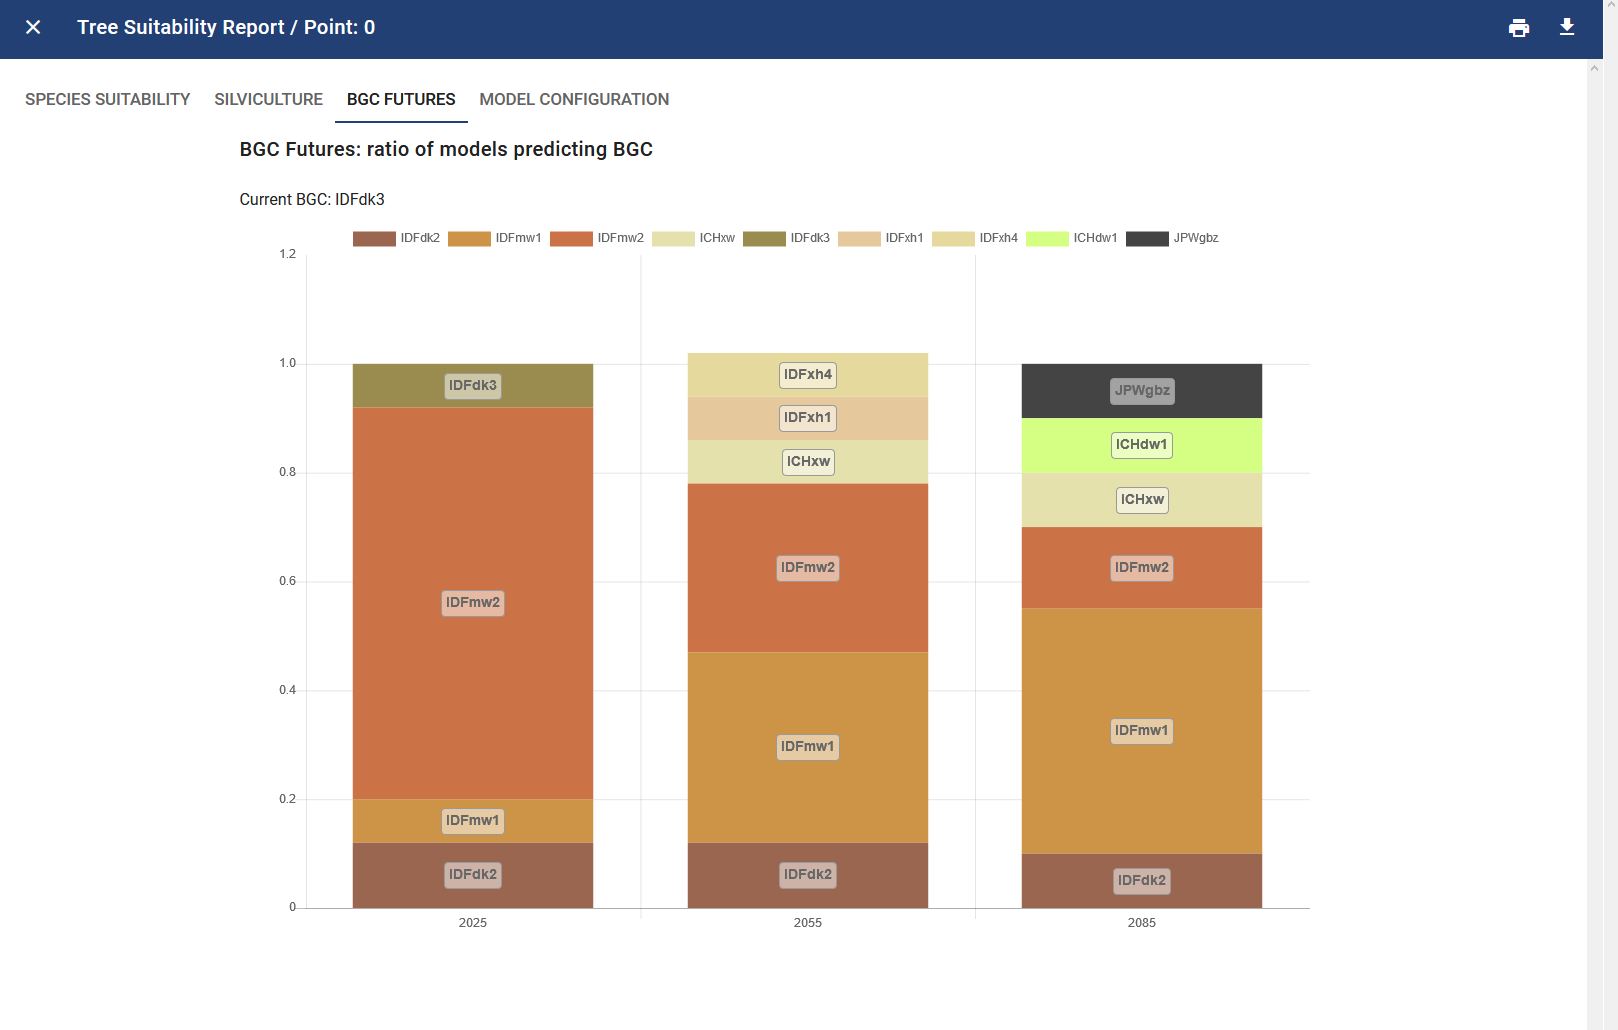 Tree Suitability Report / Point: 0
SPECIES SUITABILITY SILVICULTURE BGC FUTURES MODEL CONFIGURATION
BGC Futures: ratio of models predicting BGC
Current BGC: IDFdk3
IDFdk2 IDFmw1 IDFmw2 ICHxw IDFdk3 IDFxh1 IDFxh4 ICHdw1 JPWgbz
1.2
1.0
IDFxh4
IDFdk3
JPWgbz
IDFxh1
ICHdw1
ICHxw
0.8
ICHxw
IDFmw2
IDFmw2
0.6
IDFmw2
0.4
IDFmw1
IDFmw1
0.2
IDFmw1
IDFdk2
IDFdk2
IDFdk2
0
2025 2055 2085